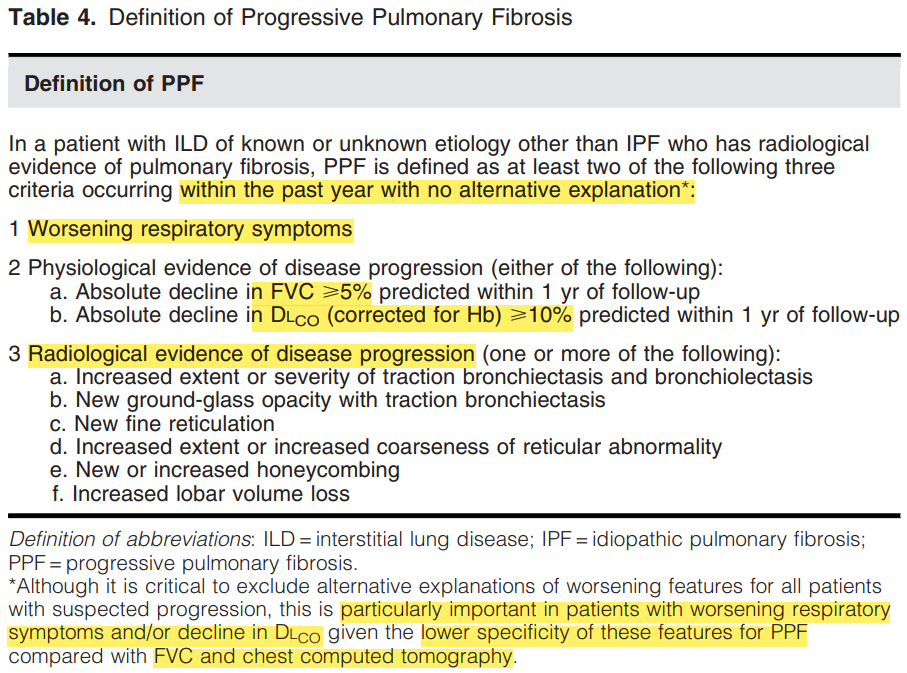 Table 4. Definition of Progressive Pulmonary Fibrosis
Definition of PPF
In a patient with ILD of known or unknown etiology other than IPF who has radiological
evidence of pulmonary fibrosis, PPF is defined as at least two of the following three
criteria occurring within the past year with no alternative explanation*:
1 Worsening respiratory symptoms
2 Physiological evidence of disease progression (either of the following):
a. Absolute decline in FVC ⩾5% predicted within 1 yr of follow-up
b. Absolute decline in DLCO (corrected for Hb) ⩾10% predicted within 1 yr of follow-up
3 Radiological evidence of disease progression (one or more of the following):
a. Increased extent or severity of traction bronchiectasis and bronchiolectasis
b. New ground-glass opacity with traction bronchiectasis
c. New fine reticulation
d. Increased extent or increased coarseness of reticular abnormality
e. New or increased honeycombing
f. Increased lobar volume loss
Definition of abbreviations: ILD = interstitial lung disease; IPF = idiopathic pulmonary fibrosis;
PPF = progressive pulmonary fibrosis.
*Although it is critical to exclude alternative explanations of worsening features for all patients
with suspected progression, this is particularly important in patients with worsening respiratory
symptoms and/or decline in DLCO given the lower specificity of these features for PPF
compared with FVC and chest computed tomography.